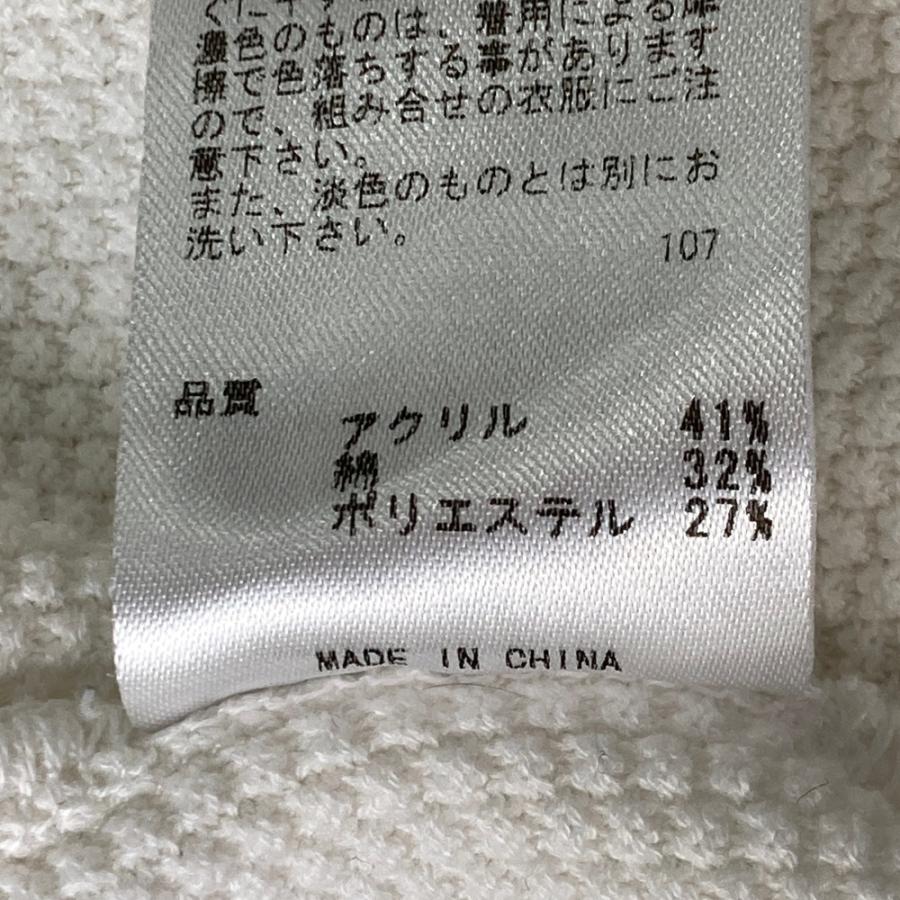 濃色のものは、着用による摩
擦で色落ちする事があります
ので、組み合せの衣服にご注
意下さい。
また、淡色のものとは別にお
洗い下さい。
107
品質
アクリル 41%
綿 32%
ポリエステル 27%
MADE IN CHINA